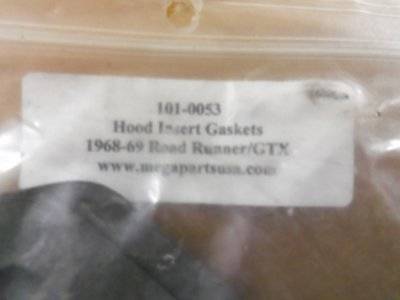 101-0053
Hood Insert Gaskets
1968-69 Road Runner/GTX
www.megapartsusa.com